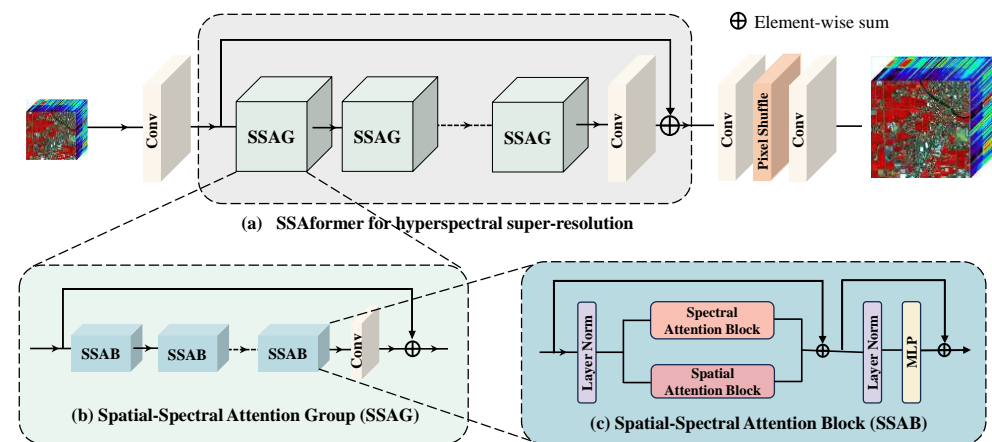 ⊕ Element-wise sum
Conv
SSAG
SSAG
SSAG
Conv
Conv
Pixel Shuffle
Conv
(a) SSAformer for hyperspectral super-resolution
SSAB
SSAB
SSAB
Conv
(b) Spatial-Spectral Attention Group (SSAG)
Layer Norm
Spectral
Attention Block
Spatial
Attention Block
Layer Norm
MLP
(c) Spatial-Spectral Attention Block (SSAB)